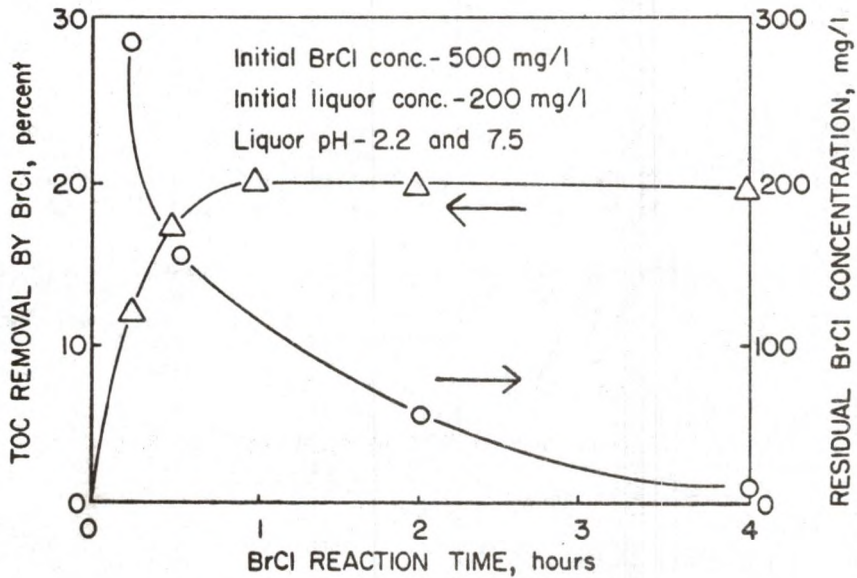 30
300
Initial BrCl conc.-500 mg/l
Initial liquor conc.-200 mg/l
Liquor pH-2.2 and 7.5
20
200
10
100
0
0
0
1
2
3
4
TOC REMOVAL BY BrCl, percent
RESIDUAL BrCl CONCENTRATION, mg/l
BrCl REACTION TIME, hours